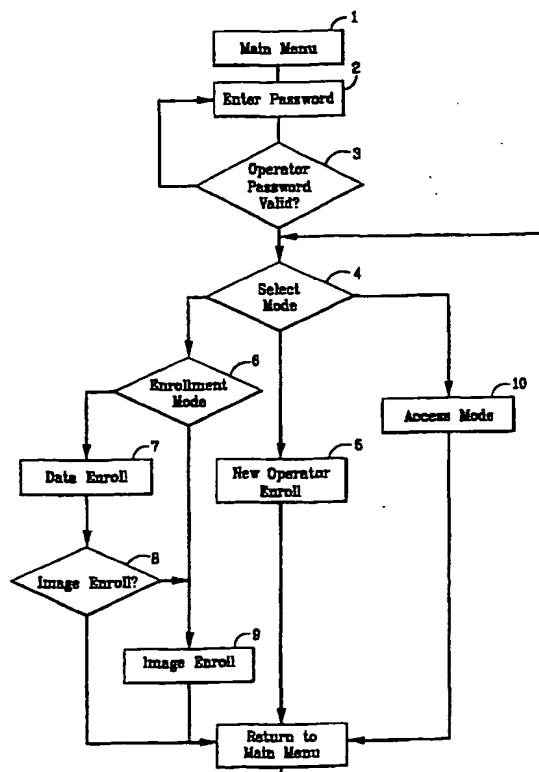 1
Main Menu
2
Enter Password
3
Operator
Password
Valid?
4
Select
Mode
6
Enrollment
Mode
10
Access Mode
7
Data Enroll
5
New Operator
Enroll
8
Image Enroll?
9
Image Enroll
Return to
Main Menu